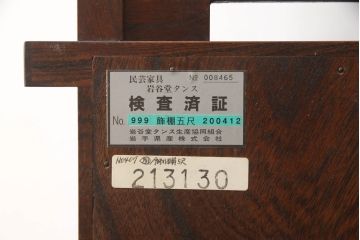 民芸家具 № 008465
岩谷堂タンス
検査済証
No. 999 飾棚五尺 200412
岩谷堂タンス生産協同組合
岩手県産株式会社
213130